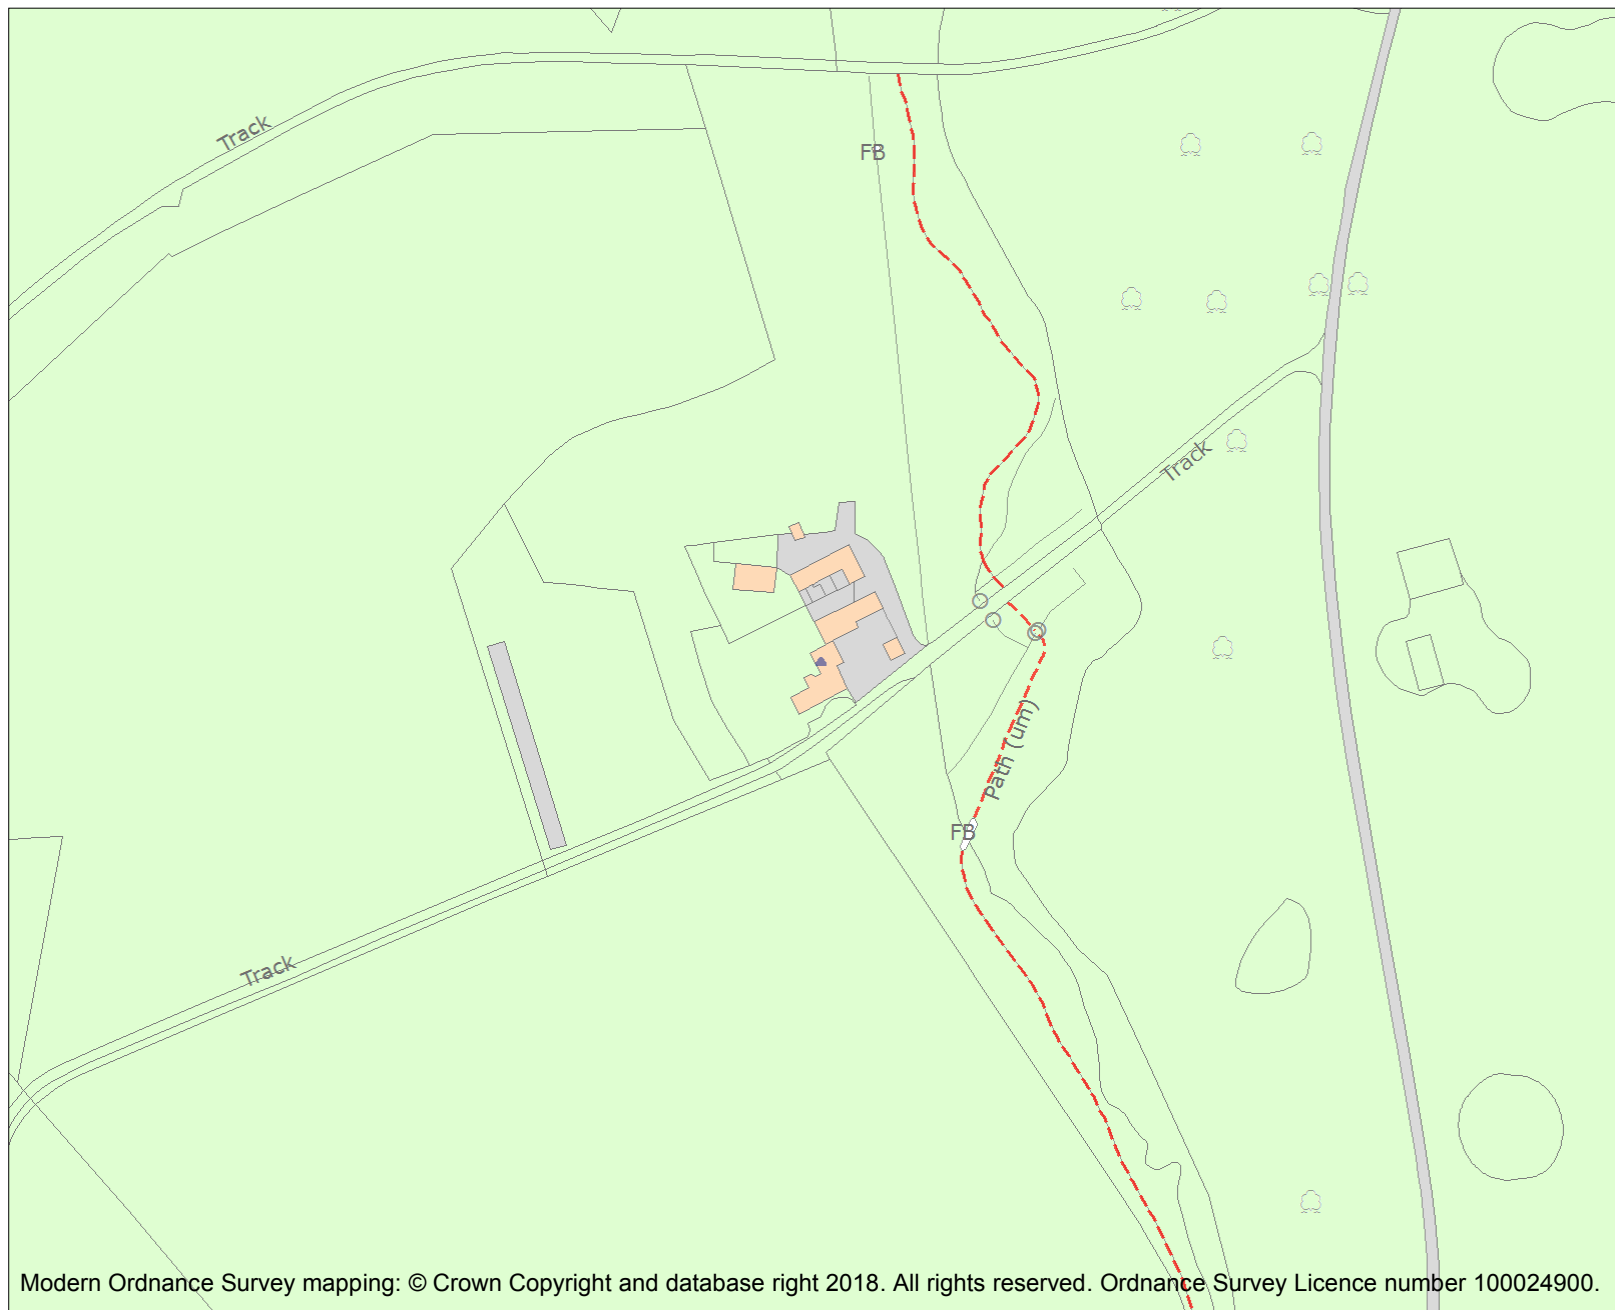 Track
FB
Track
Path (um)
FB
Track
Modern Ordnance Survey mapping: © Crown Copyright and database right 2018. All rights reserved. Ordnance Survey Licence number 100024900.